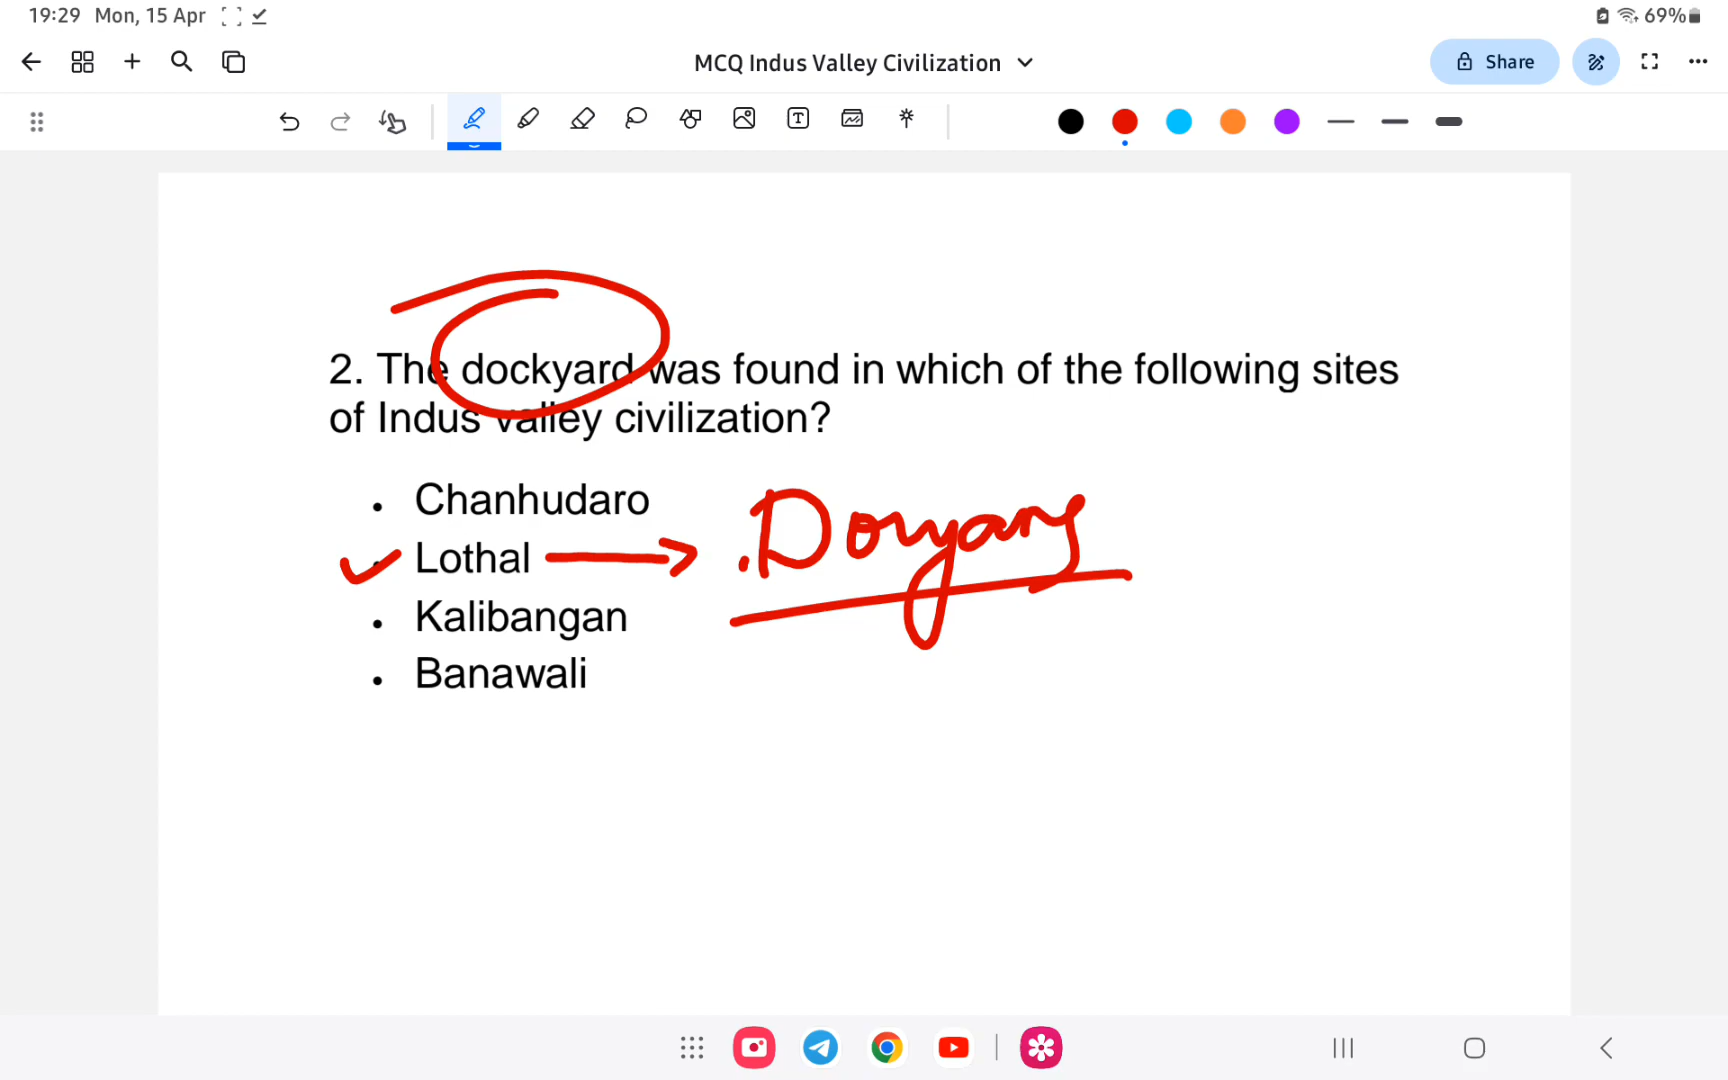 19:29 Mon, 15 Apr
69%
MCQ Indus Valley Civilization
Share
2. The dockyard was found in which of the following sites
of Indus valley civilization?
Chanhudaro
Lothal
Kalibangan
Banawali